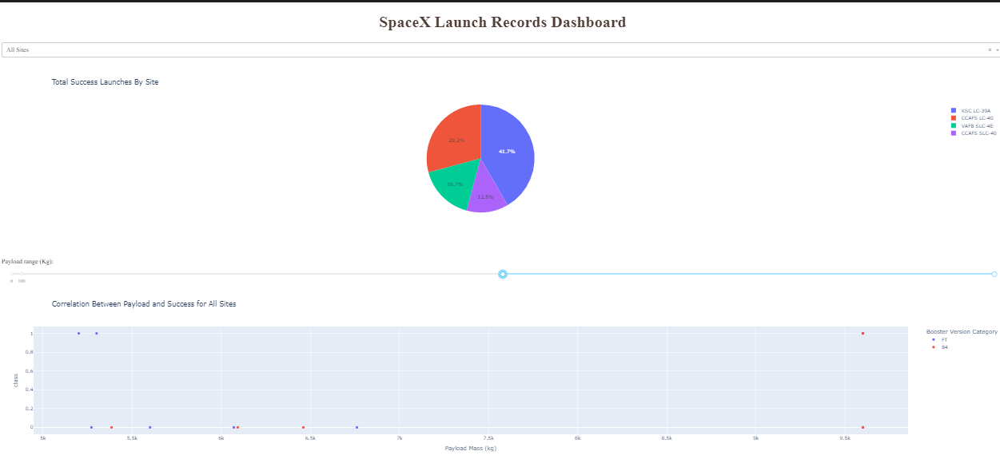 SpaceX Launch Records Dashboard
All Sites
×
Total Success Launches By Site
KSC LC-39A
CCAFS LC-40
VAFB SLC-4E
CCAFS SLC-40
29.2%
41.7%
16.7%
12.5%
Payload range (Kg):
0 100
Correlation Between Payload and Success for All Sites
Booster Version Category
FT
B4
class
1
0.8
0.6
0.4
0.2
0
5k 5.5k 6k 6.5k 7k 7.5k 8k 8.5k 9k 9.5k
Payload Mass (kg)